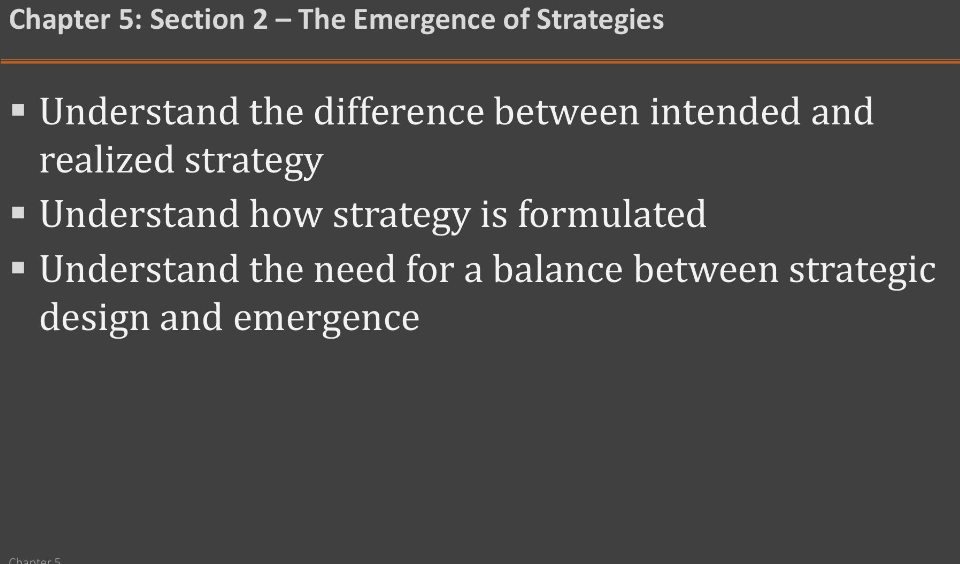 Chapter 5: Section 2 – The Emergence of Strategies
▪ Understand the difference between intended and
realized strategy
▪ Understand how strategy is formulated
▪ Understand the need for a balance between strategic
design and emergence
Chapter 5